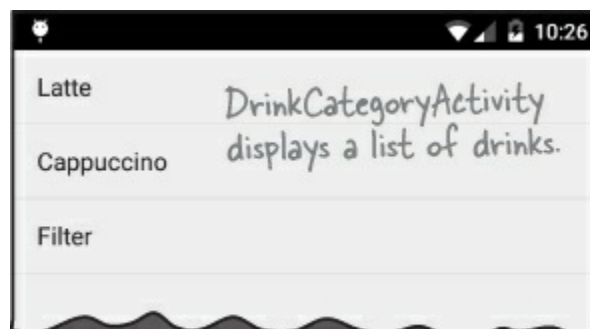 10:26
Latte
DrinkCategoryActivity
displays a list of drinks.
Cappuccino
Filter